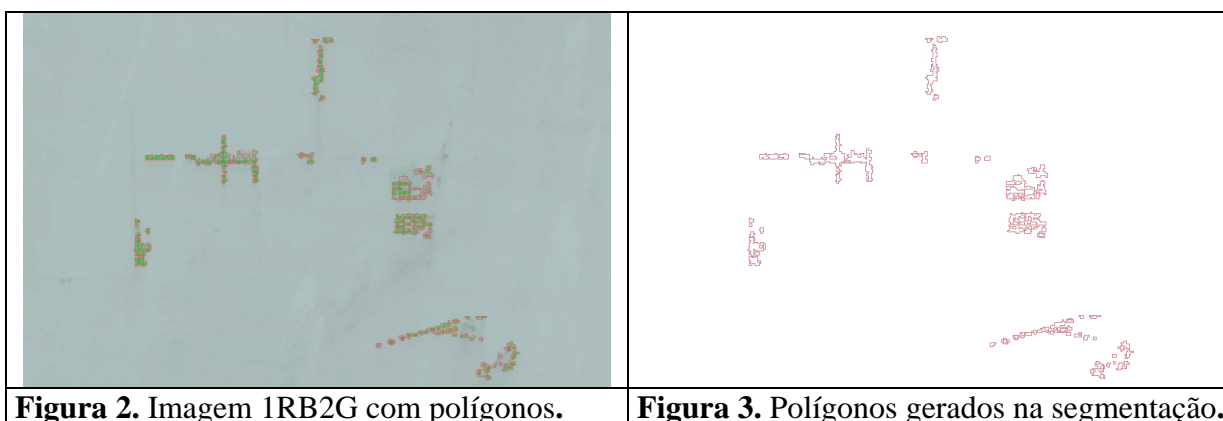 Figura 2. Imagem 1RB2G com polígonos.
Figura 3. Polígonos gerados na segmentação.